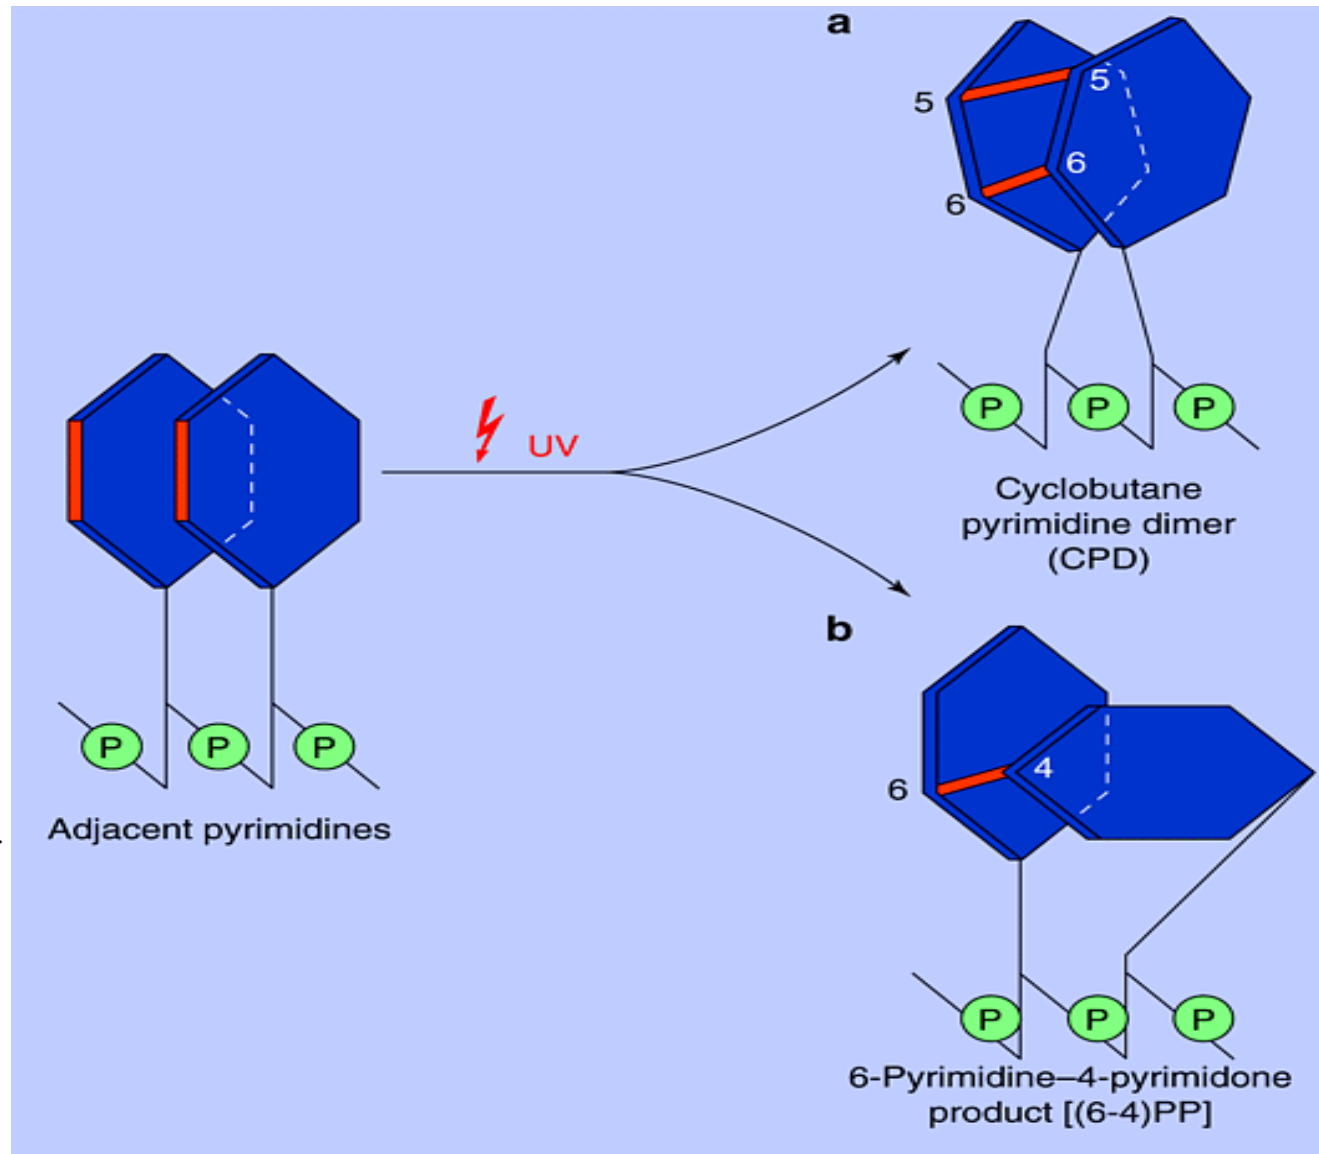 a
5
5
6
6
P P P
Cyclobutane
pyrimidine dimer
(CPD)
UV
P P P
Adjacent pyrimidines
b
4
6
P P P
6-Pyrimidine–4-pyrimidone
product [(6-4)PP]